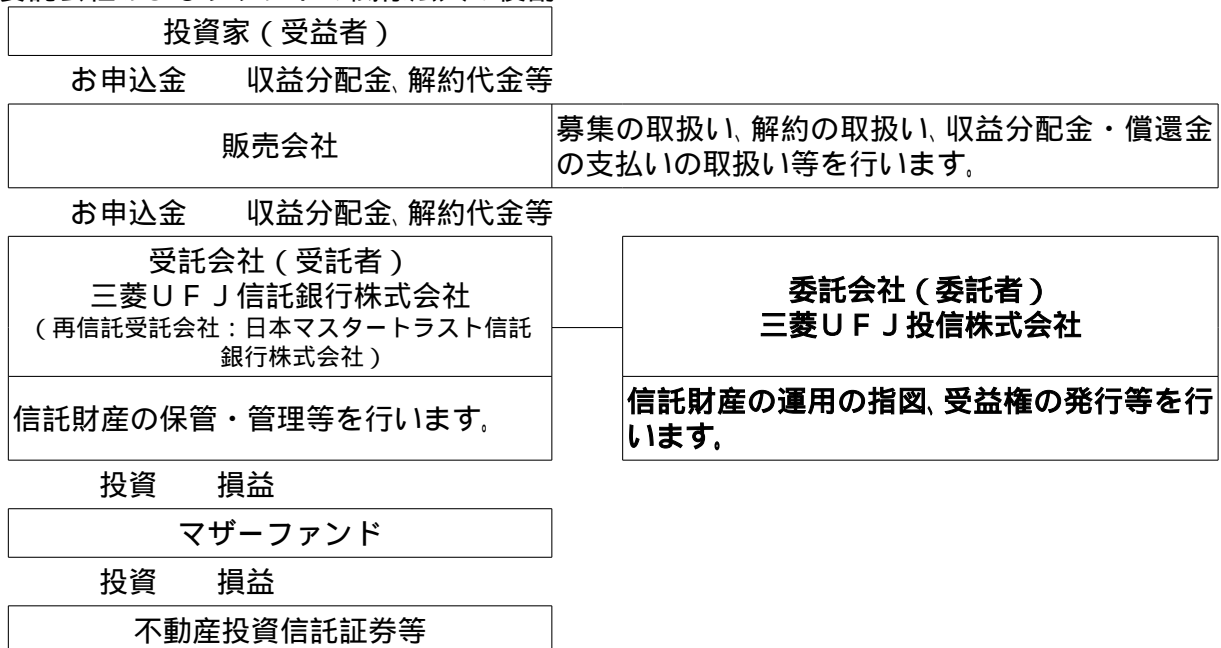 投資家（受益者）
お申込金　　収益分配金、解約代金等
販売会社
募集の取扱い、解約の取扱い、収益分配金・償還金
の支払いの取扱い等を行います。
お申込金　　収益分配金、解約代金等
受託会社（受託者）
三菱ＵＦＪ信託銀行株式会社
（再信託受託会社：日本マスタートラスト信託
銀行株式会社）
委託会社（委託者）
三菱ＵＦＪ投信株式会社
信託財産の保管・管理等を行います。
信託財産の運用の指図、受益権の発行等を行
います。
投資　　損益
マザーファンド
投資　　損益
不動産投資信託証券等